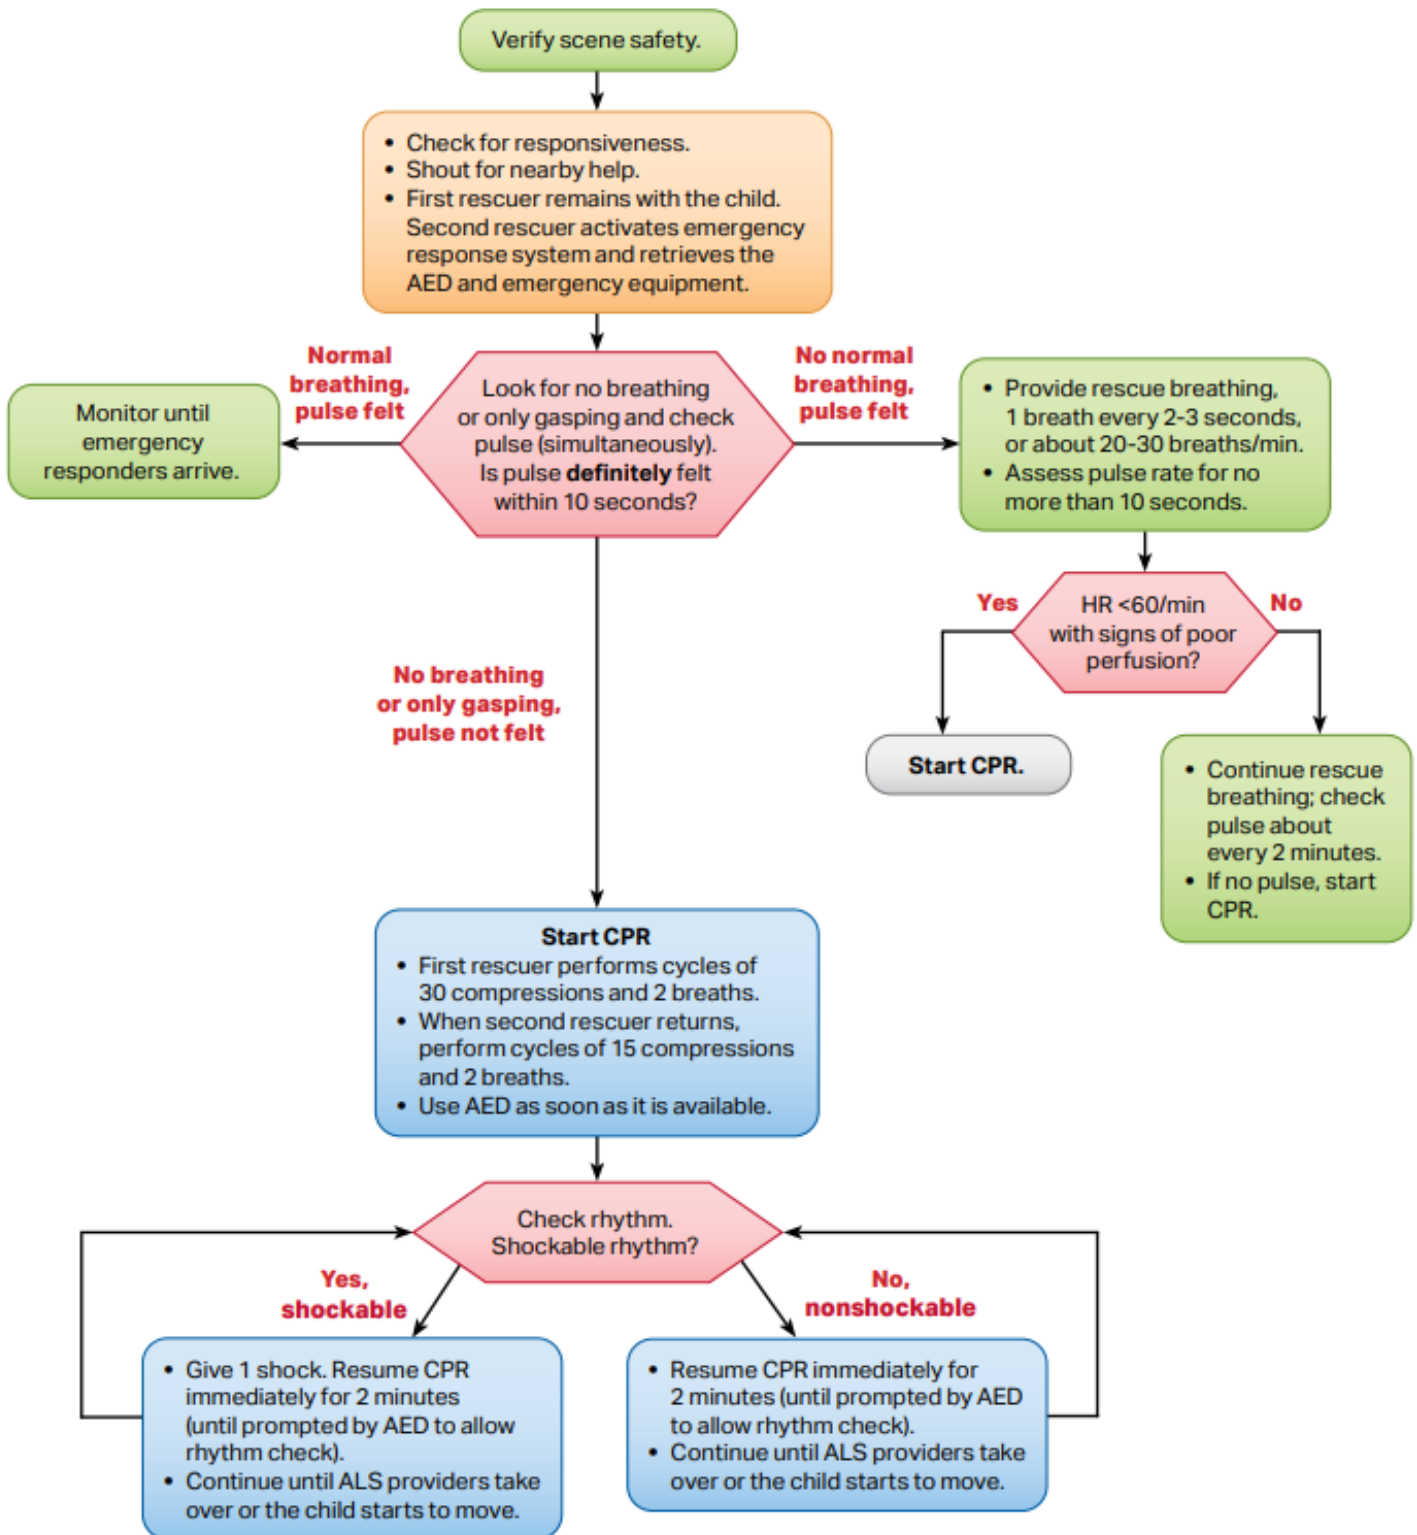 Verify scene safety.
• Check for responsiveness.
• Shout for nearby help.
• First rescuer remains with the child.
Second rescuer activates emergency
response system and retrieves the
AED and emergency equipment.
Normal
breathing,
pulse felt
No normal
breathing,
pulse felt
Look for no breathing
or only gasping and check
pulse (simultaneously).
Is pulse definitely felt
within 10 seconds?
Monitor until
emergency
responders arrive.
• Provide rescue breathing,
1 breath every 2-3 seconds,
or about 20-30 breaths/min.
• Assess pulse rate for no
more than 10 seconds.
Yes
HR <60/min
with signs of poor
perfusion?
No
No breathing
or only gasping,
pulse not felt
Start CPR.
• Continue rescue
breathing; check
pulse about
every 2 minutes.
• If no pulse, start
CPR.
Start CPR
• First rescuer performs cycles of
30 compressions and 2 breaths.
• When second rescuer returns,
perform cycles of 15 compressions
and 2 breaths.
• Use AED as soon as it is available.
Check rhythm.
Shockable rhythm?
Yes,
shockable
No,
nonshockable
• Give 1 shock. Resume CPR
immediately for 2 minutes
(until prompted by AED to allow
rhythm check).
• Continue until ALS providers take
over or the child starts to move.
• Resume CPR immediately for
2 minutes (until prompted by AED
to allow rhythm check).
• Continue until ALS providers take
over or the child starts to move.